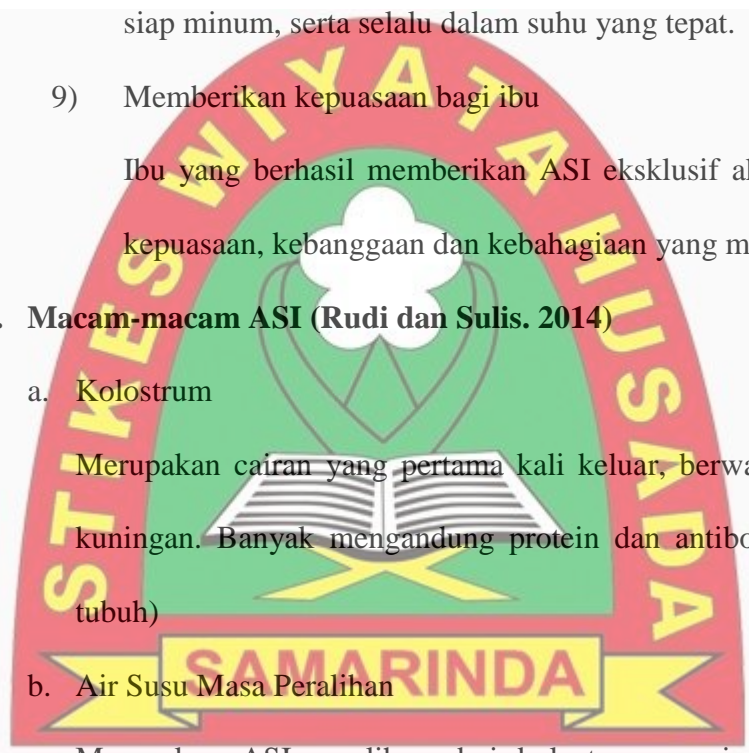 siap minum, serta selalu dalam suhu yang tepat.
9) Memberikan kepuasaan bagi ibu
Ibu yang berhasil memberikan ASI eksklusif
kepuasaan, kebanggaan dan kebahagiaan yang
. Macam-macam ASI (Rudi dan Sulis. 2014)
a. Kolostrum
Merupakan cairan yang pertama kali keluar,
kuningan. Banyak mengandung protein dan
tubuh)
b. Air Susu Masa Peralihan
STIKES WIYATA HUSADA
SAMARINDA